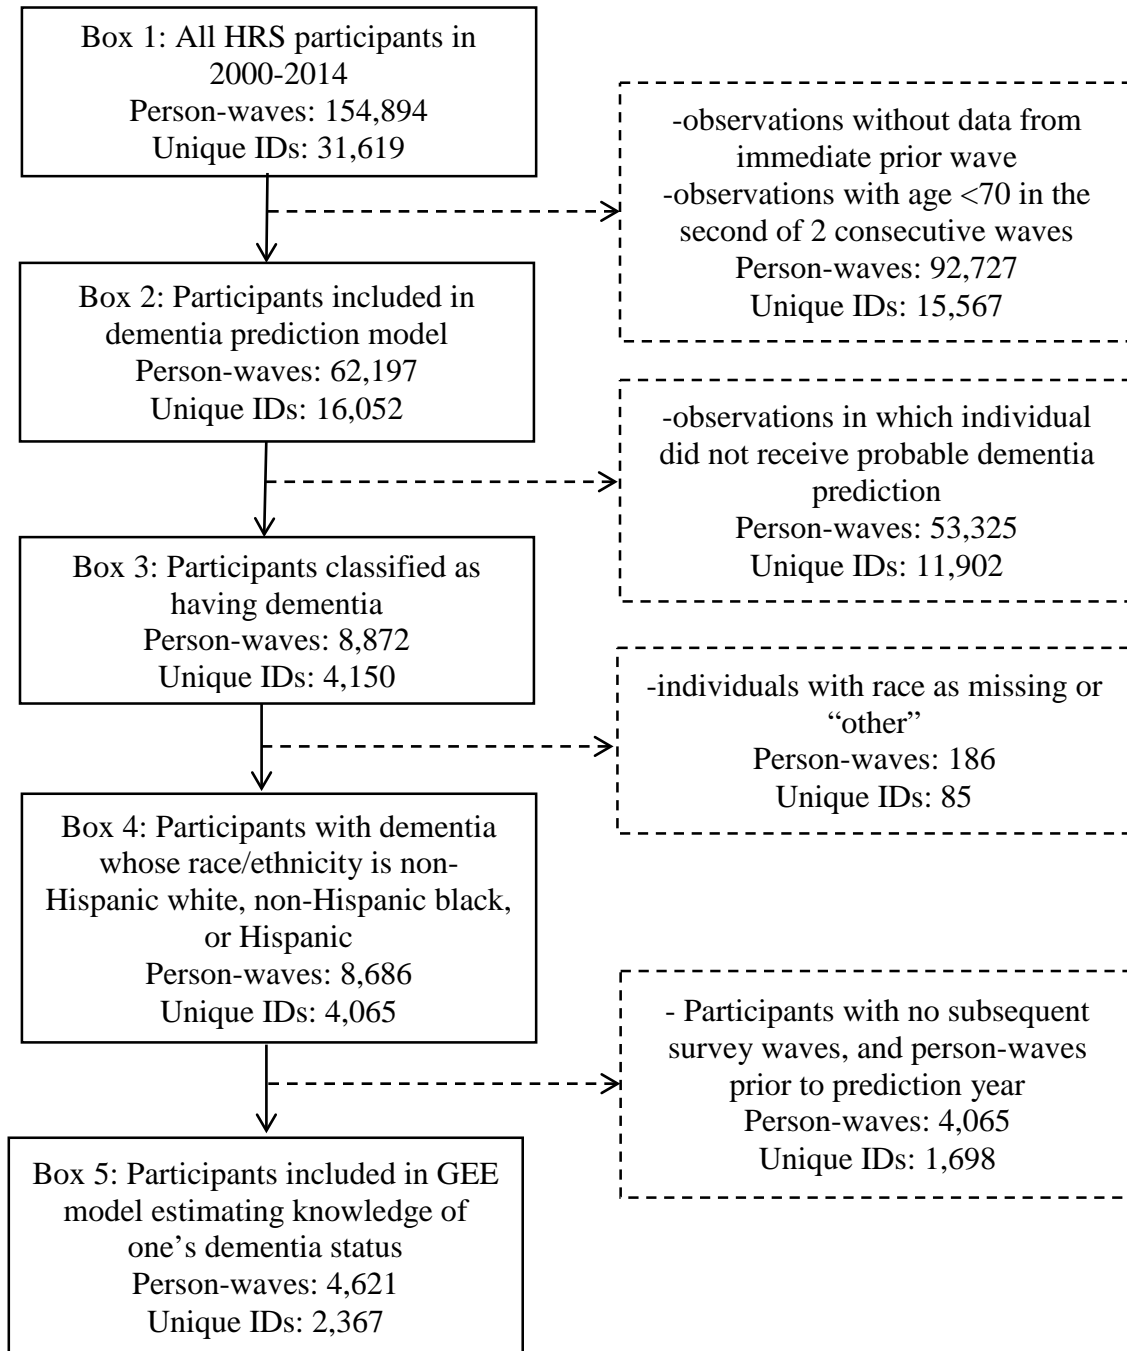 Box 1: All HRS participants in
2000-2014
Person-waves: 154,894
Unique IDs: 31,619
-observations without data from
immediate prior wave
-observations with age <70 in the
second of 2 consecutive waves
Person-waves: 92,727
Unique IDs: 15,567
Box 2: Participants included in
dementia prediction model
Person-waves: 62,197
Unique IDs: 16,052
-observations in which individual
did not receive probable dementia
prediction
Person-waves: 53,325
Unique IDs: 11,902
Box 3: Participants classified as
having dementia
Person-waves: 8,872
Unique IDs: 4,150
-individuals with race as missing or
“other”
Person-waves: 186
Unique IDs: 85
Box 4: Participants with dementia
whose race/ethnicity is non-
Hispanic white, non-Hispanic black,
or Hispanic
Person-waves: 8,686
Unique IDs: 4,065
- Participants with no subsequent
survey waves, and person-waves
prior to prediction year
Person-waves: 4,065
Unique IDs: 1,698
Box 5: Participants included in GEE
model estimating knowledge of
one’s dementia status
Person-waves: 4,621
Unique IDs: 2,367